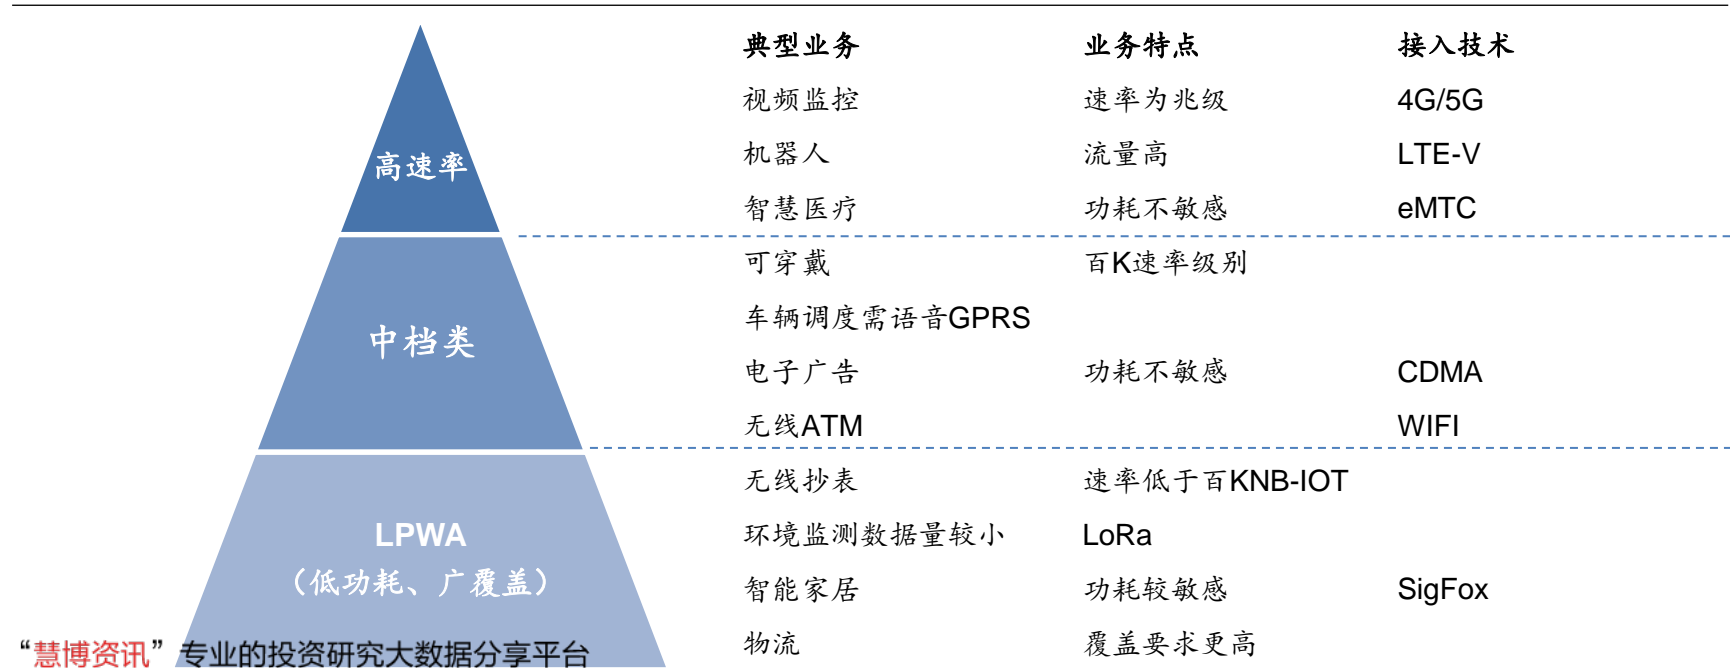 典型业务 业务特点 接入技术
视频监控 速率为兆级 4G/5G
机器人 流量高 LTE-V
高速率
智慧医疗 功耗不敏感 eMTC
可穿戴 百K速率级别
车辆调度需语音GPRS
中档类
电子广告 功耗不敏感 CDMA
无线ATM WIFI
无线抄表 速率低于百KNB-IOT
LPWA
环境监测数据量较小 LoRa
（低功耗、广覆盖）
智能家居 功耗较敏感 SigFox
物流 覆盖要求更高
“慧博资讯”专业的投资研究大数据分享平台